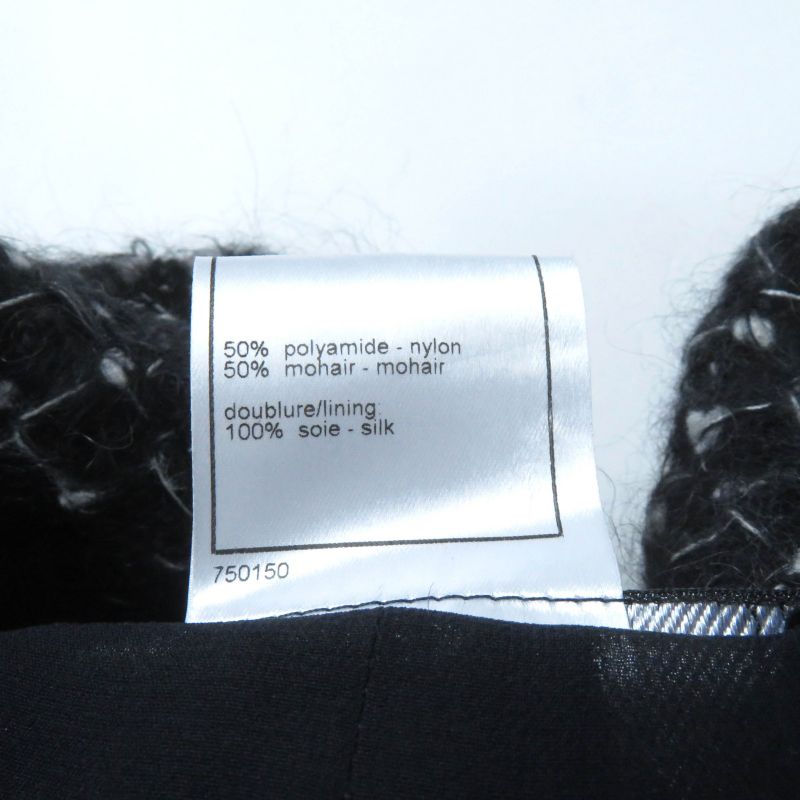 50% polyamide - nylon
50% mohair - mohair
doublure/lining:
100% soie - silk
750150